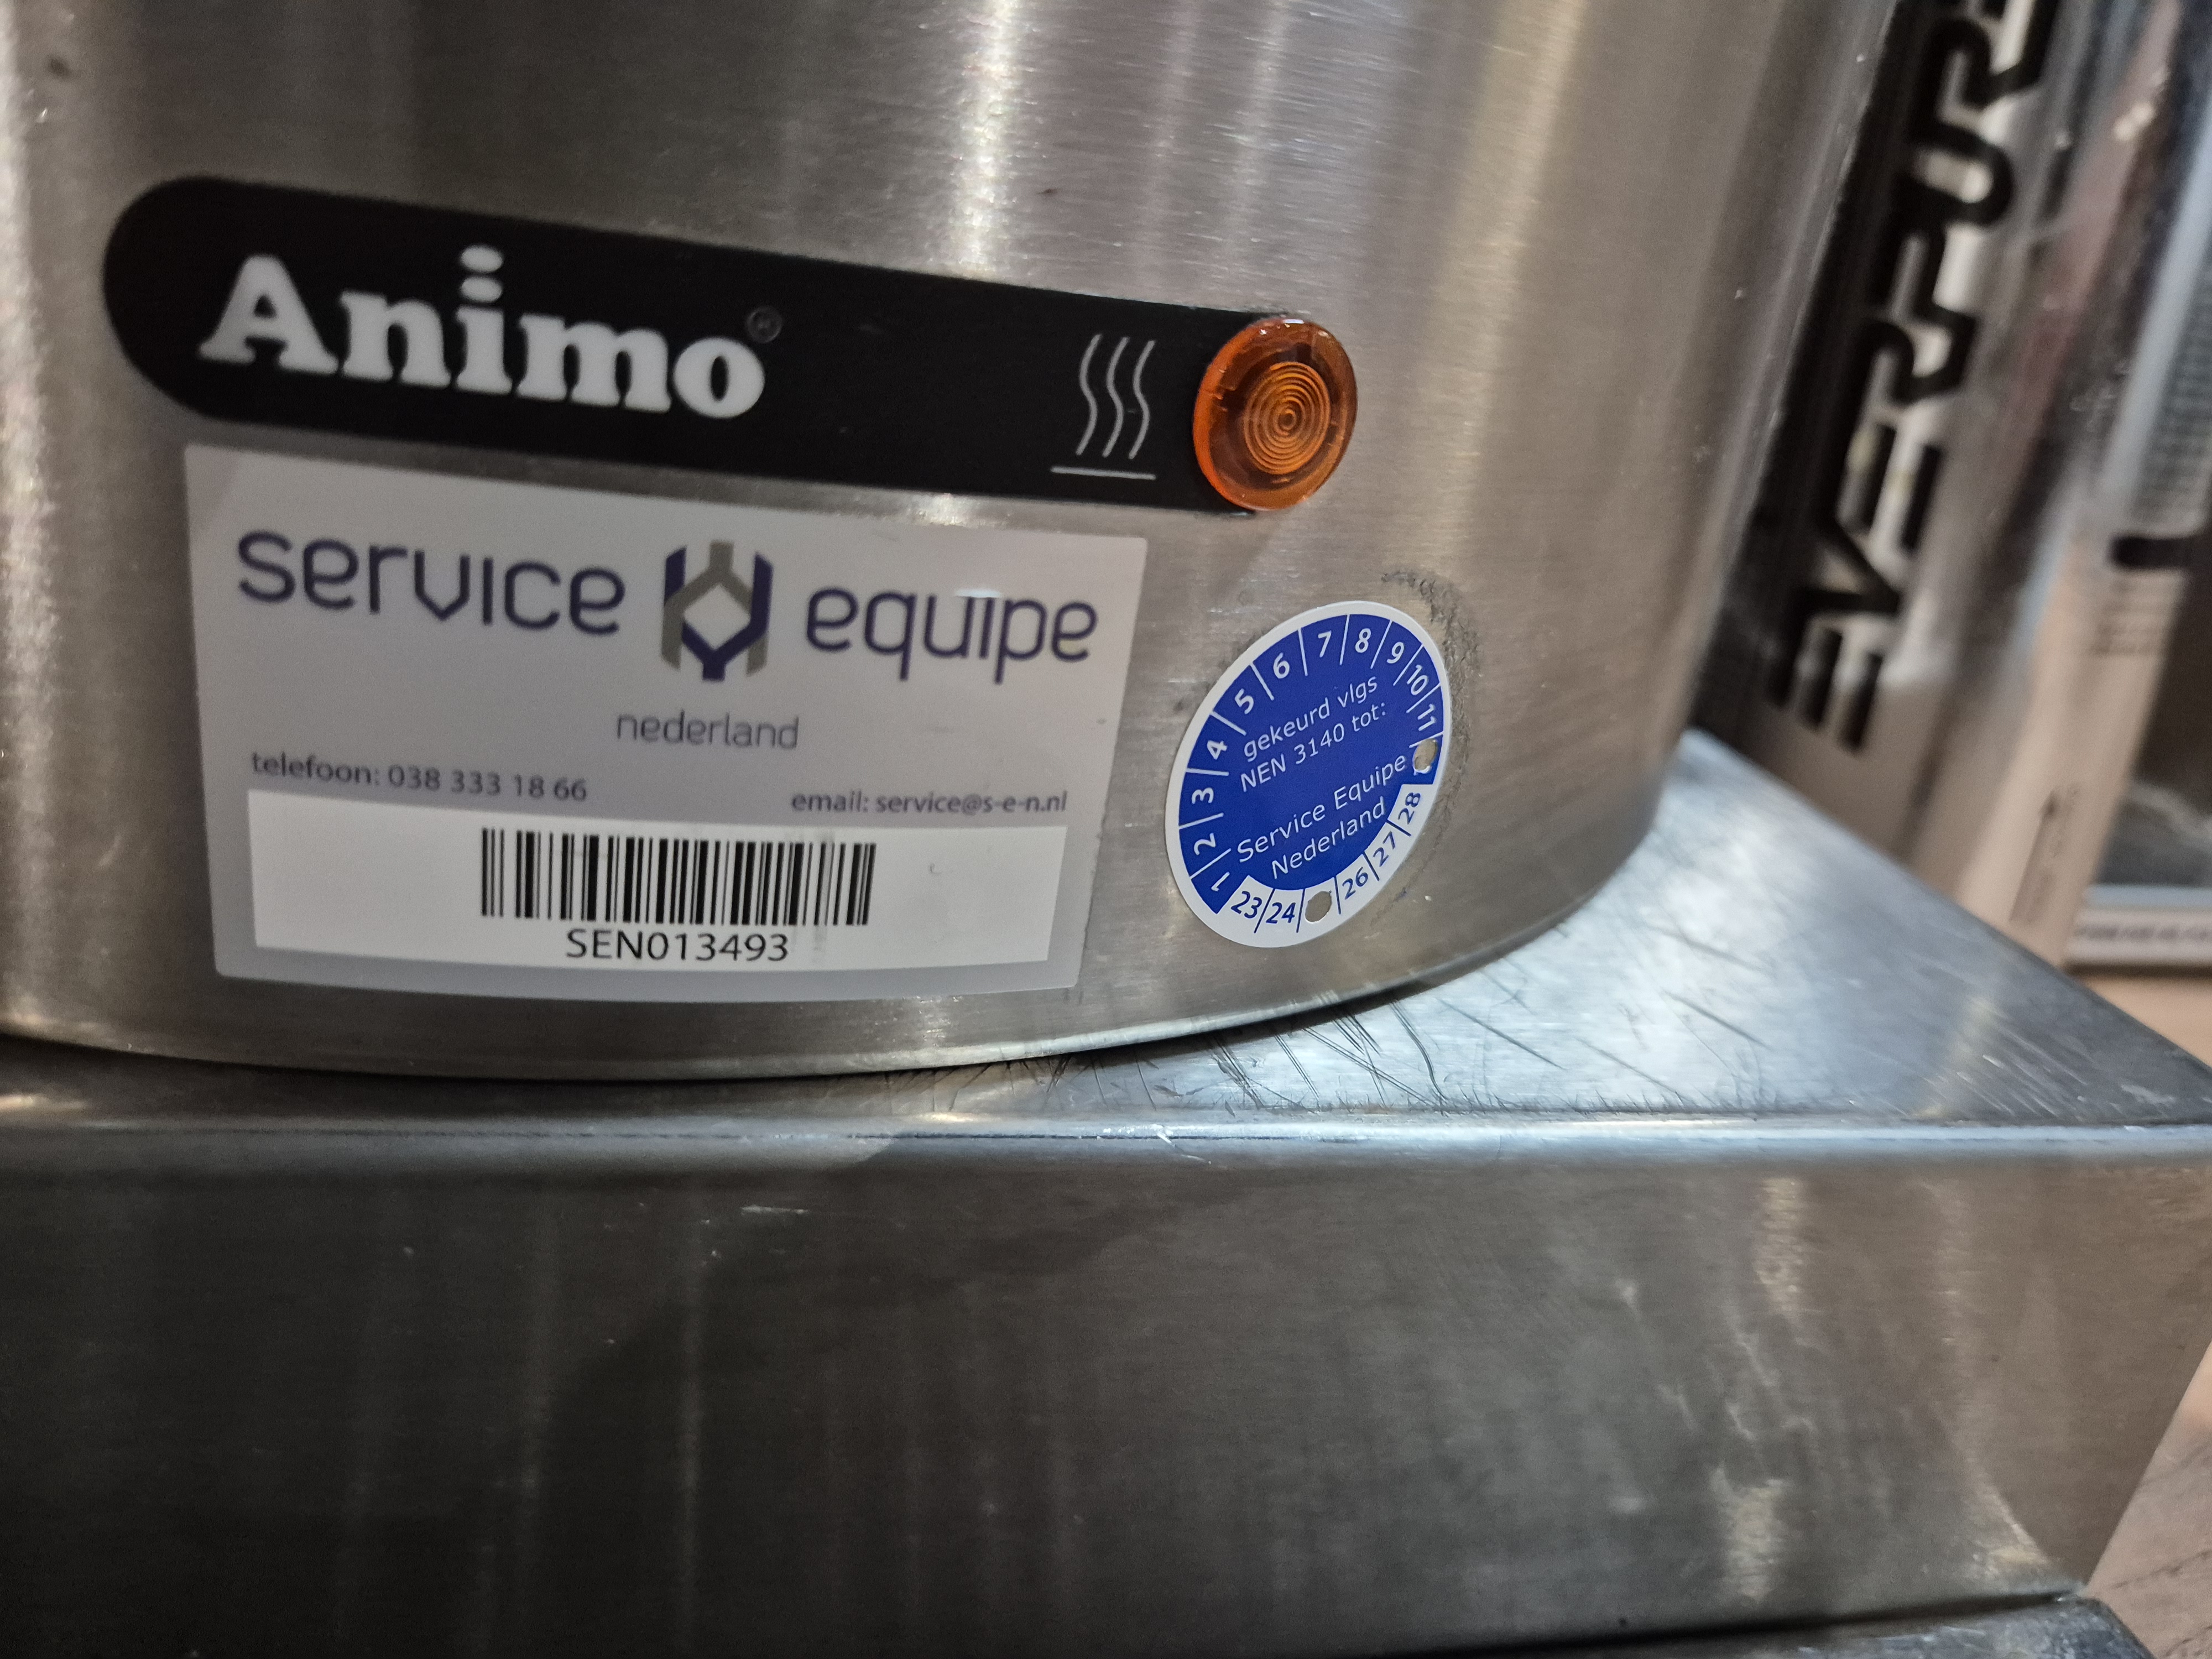 Animo®
service equipe
nederland
telefoon: 038 333 18 66
email: service@s-e-n.nl
SEN013493
1 2 3 4 5 6 7 8 9 10 11
gekeurd vlgs
NEN 3140 tot:
Service Equipe
Nederland
23 24 26 27 28